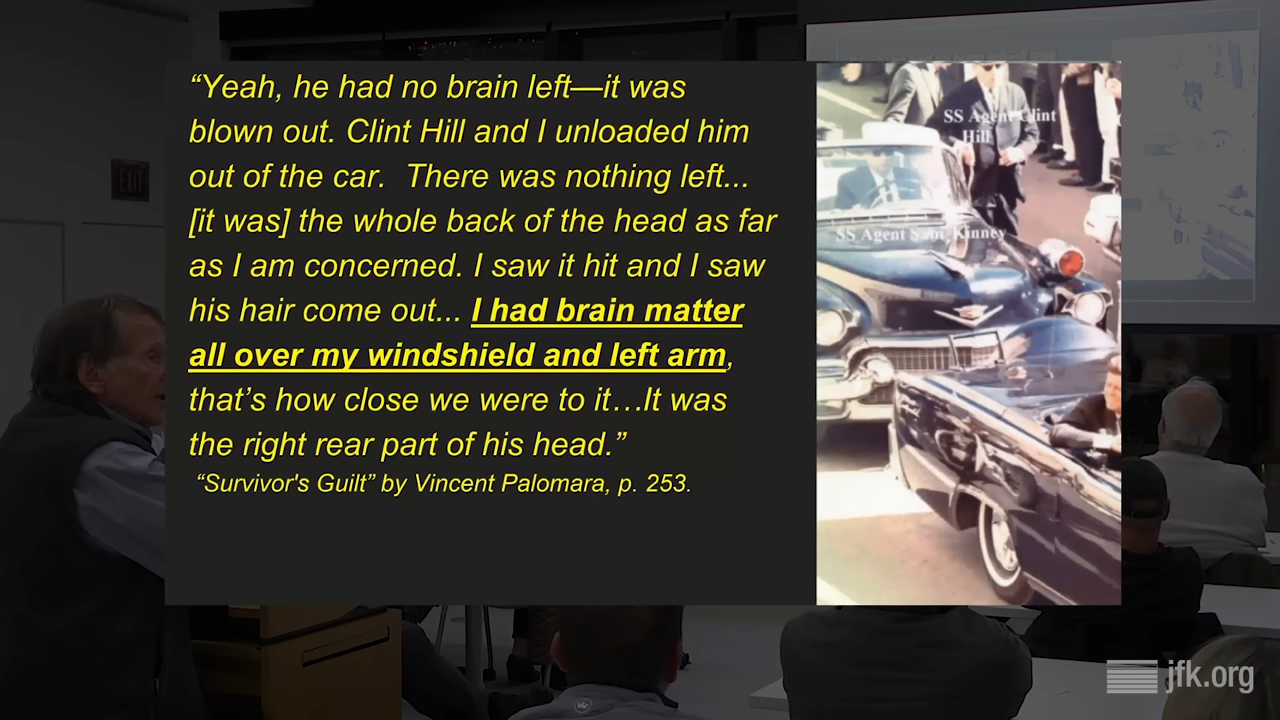 “Yeah, he had no brain left—it was
blown out. Clint Hill and I unloaded him
out of the car.  There was nothing left...
[it was] the whole back of the head as far
as I am concerned. I saw it hit and I saw
his hair come out... I had brain matter
all over my windshield and left arm,
that’s how close we were to it…It was
the right rear part of his head.”
“Survivor's Guilt” by Vincent Palomara, p. 253.
SS Agent Clint
Hill
SS Agent Sam Kinney
EXIT
jfk.org